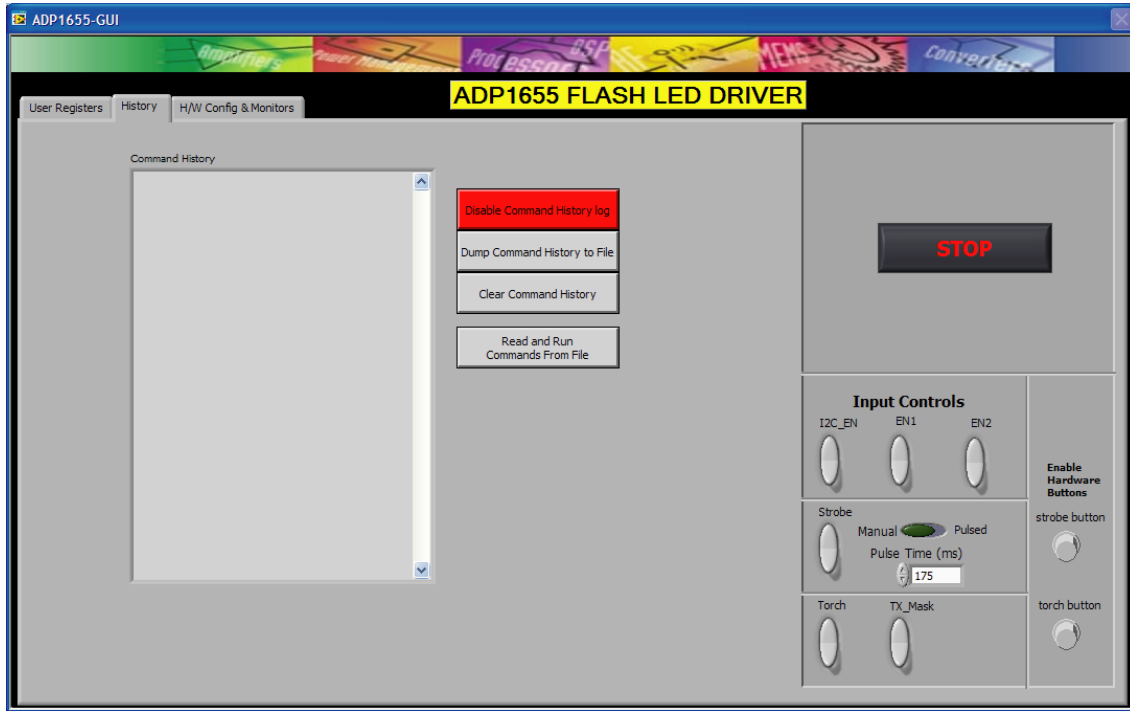 ADP1655-GUI
Amplifiers Power Management Processors DSP RF MEMS Converters
ADP1655 FLASH LED DRIVER
User Registers History H/W Config & Monitors
Command History
Disable Command History log
Dump Command History to File
Clear Command History
Read and Run
Commands From File
STOP
Input Controls
I2C_EN EN1 EN2
Enable
Hardware
Buttons
Strobe
Manual Pulsed
Pulse Time (ms)
175
strobe button
Torch TX_Mask
torch button